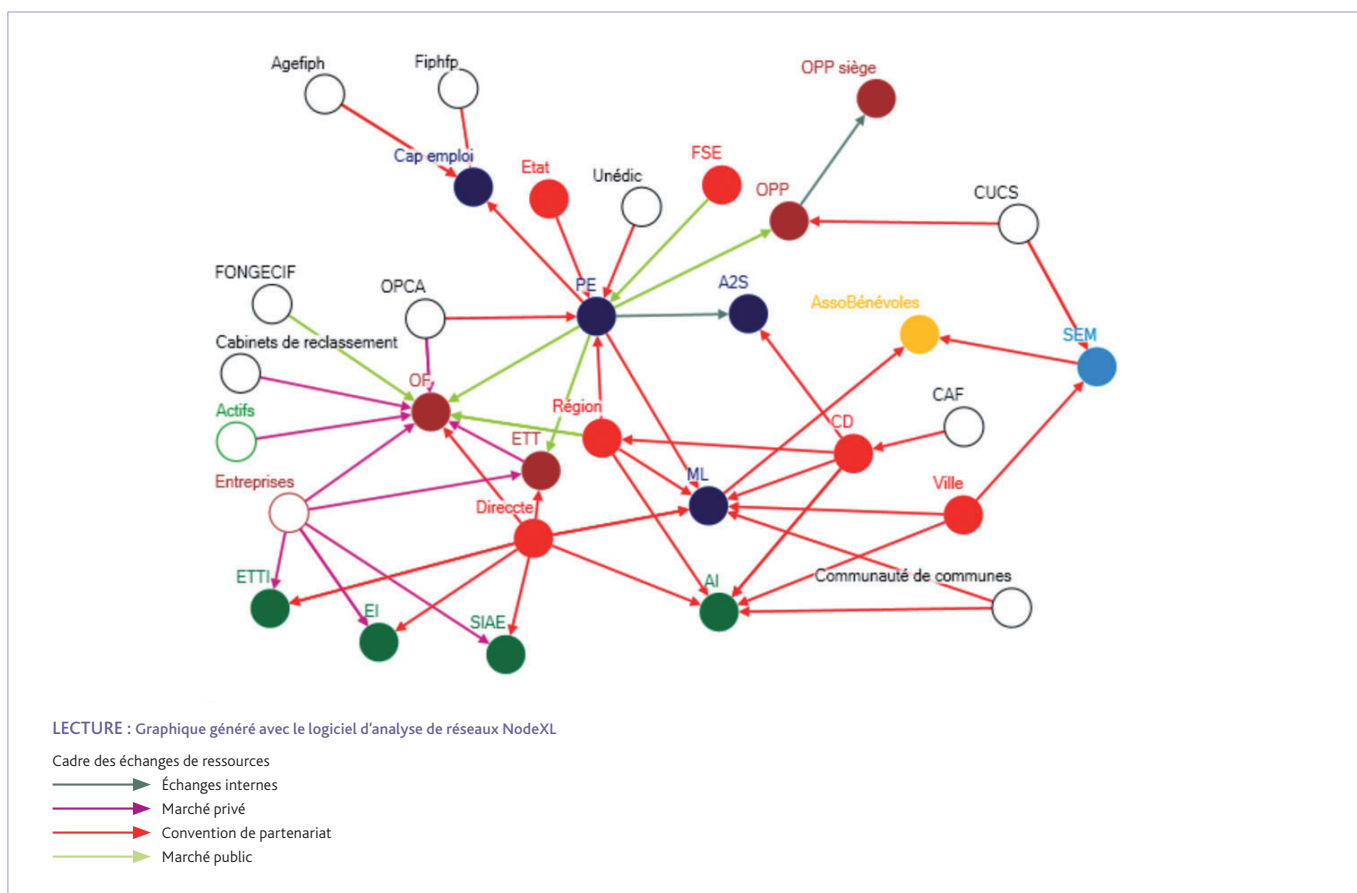 Agefiph
Fiphfp
OPP siège
Cap emploi
Etat
Unédic
FSE
OPP
CUCS
FONGECIF
OPCA
PE
A2S
AssoBénévoles
SEM
Cabinets de reclassement
OF
Actifs
Région
CAF
ETT
CD
Entreprises
ML
Ville
Direccte
ETTI
EI
SIAE
AI
Communauté de communes
LECTURE : Graphique généré avec le logiciel d'analyse de réseaux NodeXL
Cadre des échanges de ressources
Échanges internes
Marché privé
Convention de partenariat
Marché public